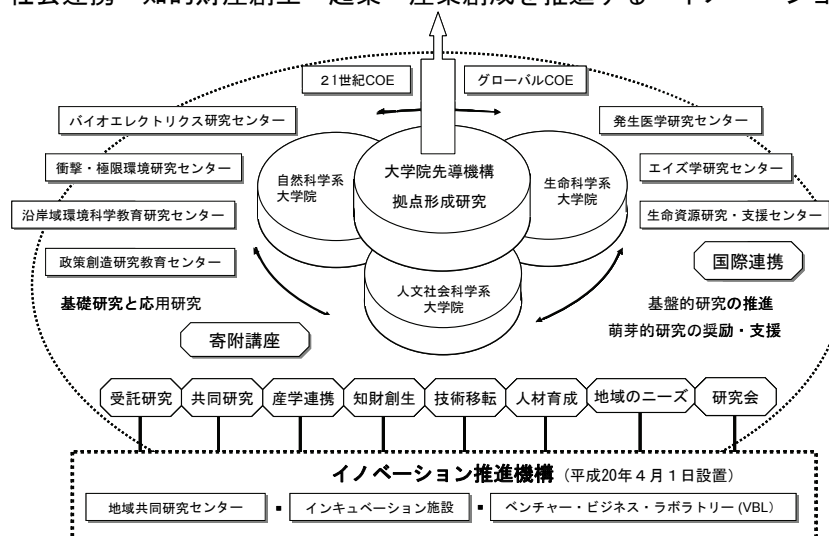 社会連携・知的財産創生・起業・産業創成を推進する イノベーショ
21世紀COE
グローバルCOE
バイオエレクトリクス研究センター
発生医学研究センター
衝撃・極限環境研究センター
エイズ学研究センター
沿岸域環境科学教育研究センター
生命資源研究・支援センター
政策創造研究教育センター
自然科学系
大学院
大学院先導機構
拠点形成研究
生命科学系
大学院
人文社会科学系
大学院
国際連携
基礎研究と応用研究
基盤的研究の推進
萌芽的研究の奨励・支援
寄附講座
受託研究
共同研究
産学連携
知財創生
技術移転
人材育成
地域のニーズ
研究会
イノベーション推進機構（平成20年４月１日設置）
地域共同研究センター
インキュベーション施設
ベンチャー・ビジネス・ラボラトリー(VBL)